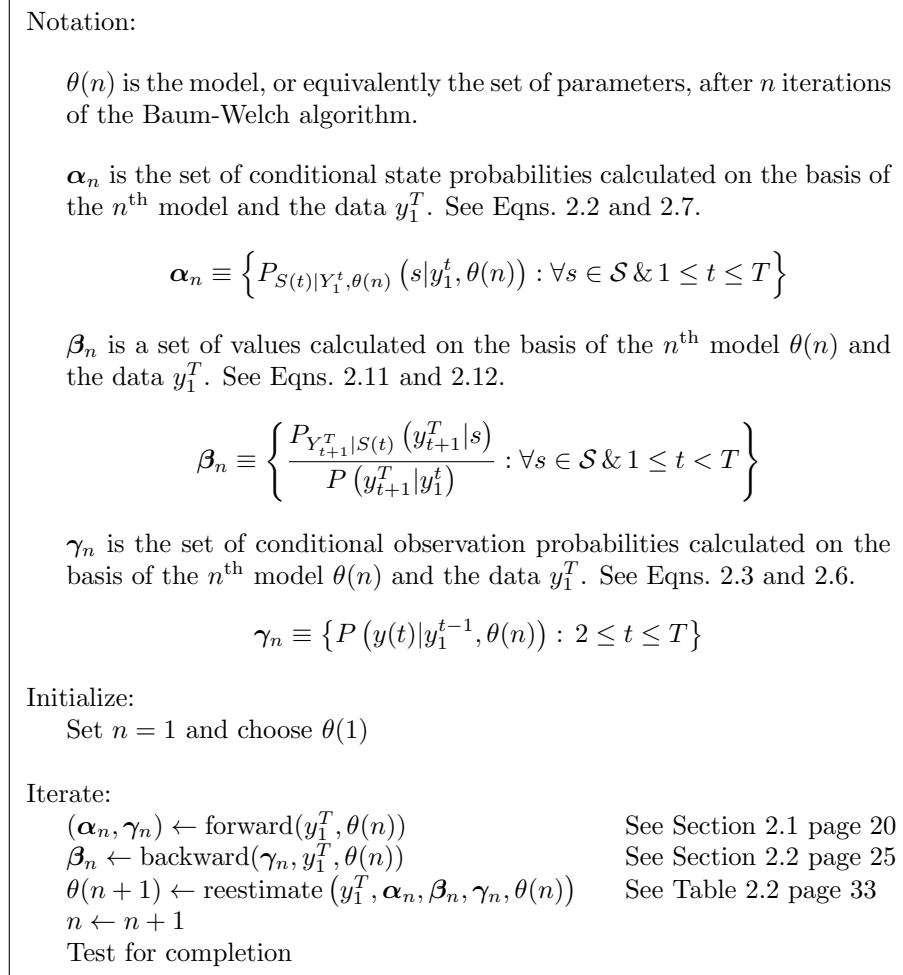 Notation:
θ(n) is the model, or equivalently the set of parameters, after n iterations
of the Baum-Welch algorithm.
α_n is the set of conditional state probabilities calculated on the basis of
the n^th model and the data y_1^T. See Eqns. 2.2 and 2.7.
α_n ≡ {P_{S(t)|Y_1^t,θ(n)} (s|y_1^t, θ(n)) : ∀s ∈ S & 1 ≤ t ≤ T}
β_n is a set of values calculated on the basis of the n^th model θ(n) and
the data y_1^T. See Eqns. 2.11 and 2.12.
β_n ≡ {P_{Y_{t+1}^T|S(t)} (y_{t+1}^T|s) / P (y_{t+1}^T|y_1^t) : ∀s ∈ S & 1 ≤ t < T}
γ_n is the set of conditional observation probabilities calculated on the
basis of the n^th model θ(n) and the data y_1^T. See Eqns. 2.3 and 2.6.
γ_n ≡ {P (y(t)|y_1^{t-1}, θ(n)) : 2 ≤ t ≤ T}
Initialize:
Set n = 1 and choose θ(1)
Iterate:
(α_n, γ_n) ← forward(y_1^T, θ(n)) See Section 2.1 page 20
β_n ← backward(γ_n, y_1^T, θ(n)) See Section 2.2 page 25
θ(n + 1) ← reestimate (y_1^T, α_n, β_n, γ_n, θ(n)) See Table 2.2 page 33
n ← n + 1
Test for completion